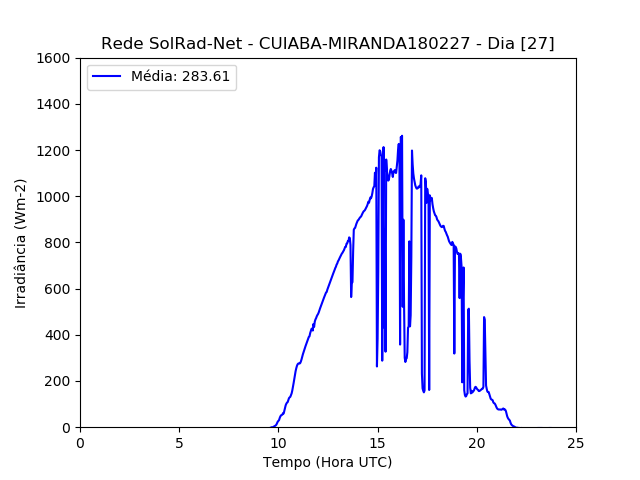 Rede SolRad-Net - CUIABA-MIRANDA180227 - Dia [27]
Média: 283.61
1600
1400
1200
1000
800
600
400
200
0
Irradiância (Wm-2)
0 5 10 15 20 25
Tempo (Hora UTC)